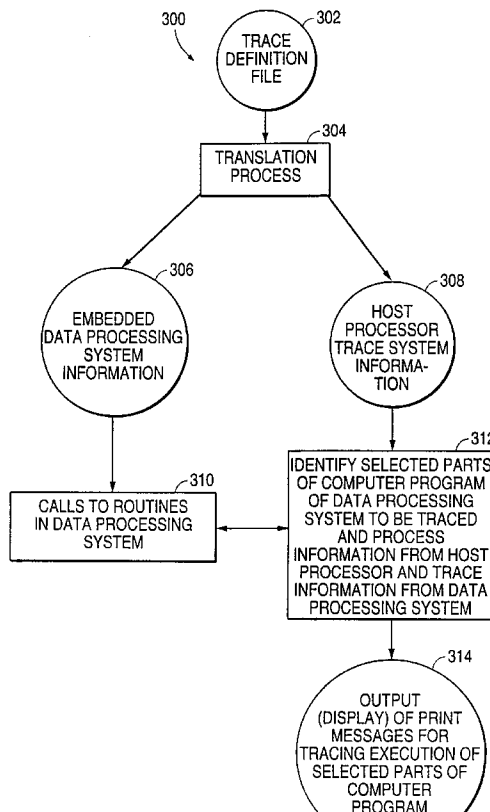 300
302
TRACE
DEFINITION
FILE
304
TRANSLATION
PROCESS
306
EMBEDDED
DATA PROCESSING
SYSTEM
INFORMATION
308
HOST
PROCESSOR
TRACE SYSTEM
INFORMA-
TION
310
CALLS TO ROUTINES
IN DATA PROCESSING
SYSTEM
312
IDENTIFY SELECTED PARTS
OF COMPUTER PROGRAM
OF DATA PROCESSING
SYSTEM TO BE TRACED
AND PROCESS
INFORMATION FROM HOST
PROCESSOR AND TRACE
INFORMATION FROM DATA
PROCESSING SYSTEM
314
OUTPUT
(DISPLAY) OF PRINT
MESSAGES FOR
TRACING EXECUTION OF
SELECTED PARTS OF
COMPUTER
PROGRAM